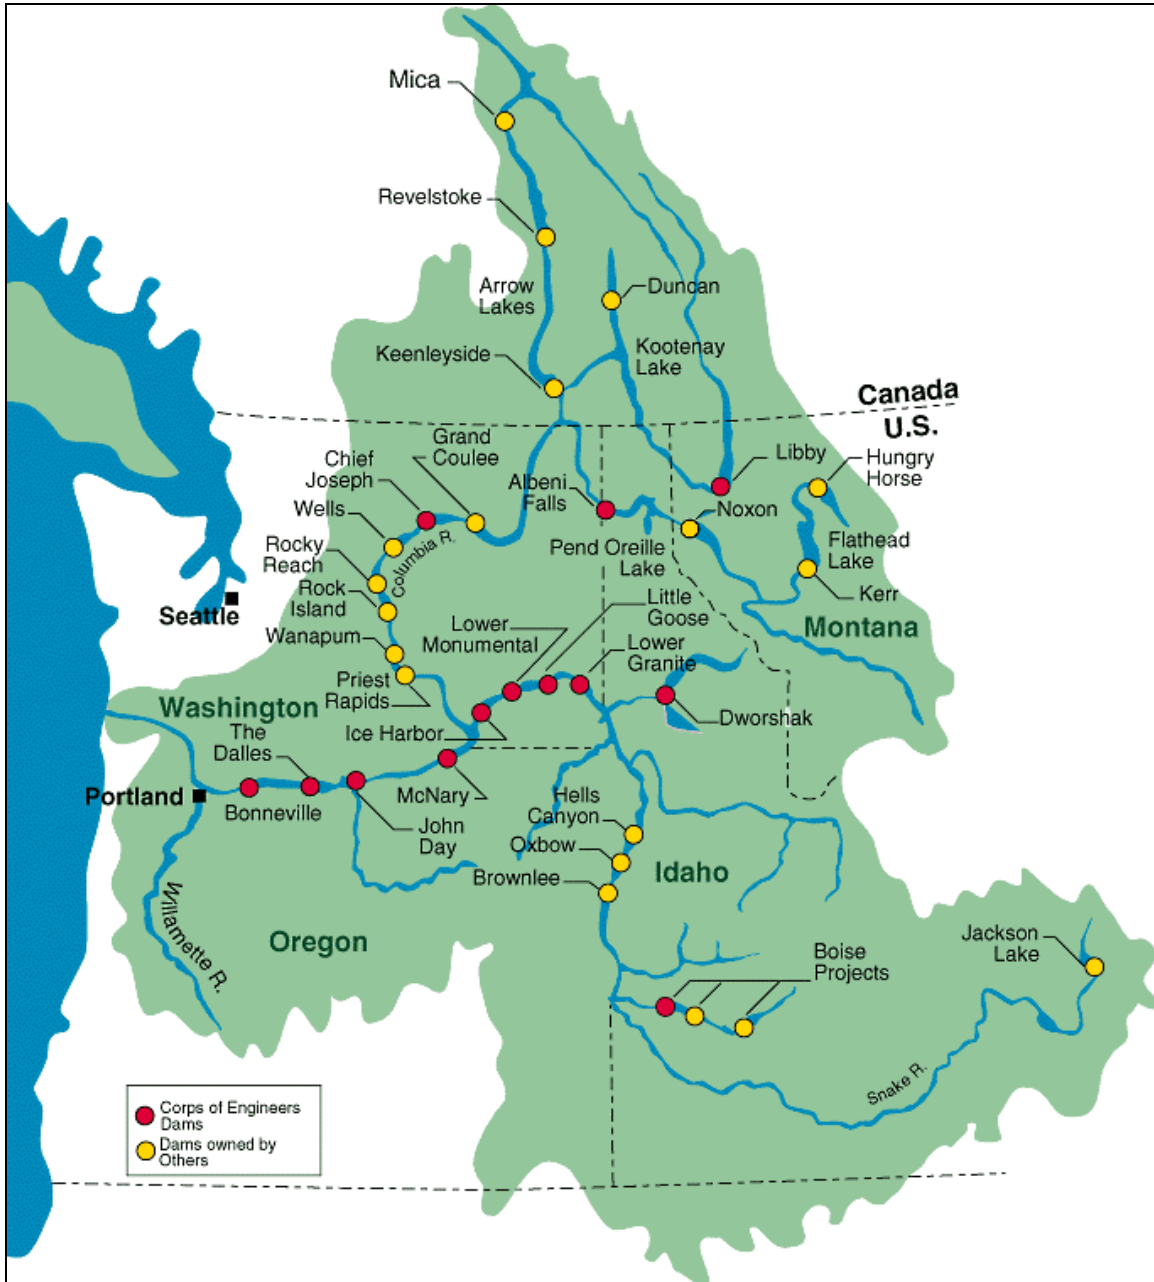 Mica
Revelstoke
Arrow
Lakes
Duncan
Keenleyside
Kootenay
Lake
Canada
U.S.
Grand
Coulee
Chief
Joseph
Albeni
Falls
Libby
Hungry
Horse
Wells
Noxon
Columbia R.
Rocky
Reach
Pend Oreille
Lake
Flathead
Lake
Rock
Island
Kerr
Seattle
Little
Goose
Lower
Monumental
Wanapum
Lower
Granite
Montana
Priest
Rapids
Washington
Ice Harbor
Dworshak
The
Dalles
Portland
Bonneville
McNary
John
Day
Hells
Canyon
Oxbow
Brownlee
Idaho
Willamette R.
Oregon
Boise
Projects
Jackson
Lake
Snake R.
Corps of Engineers
Dams
Dams owned by
Others